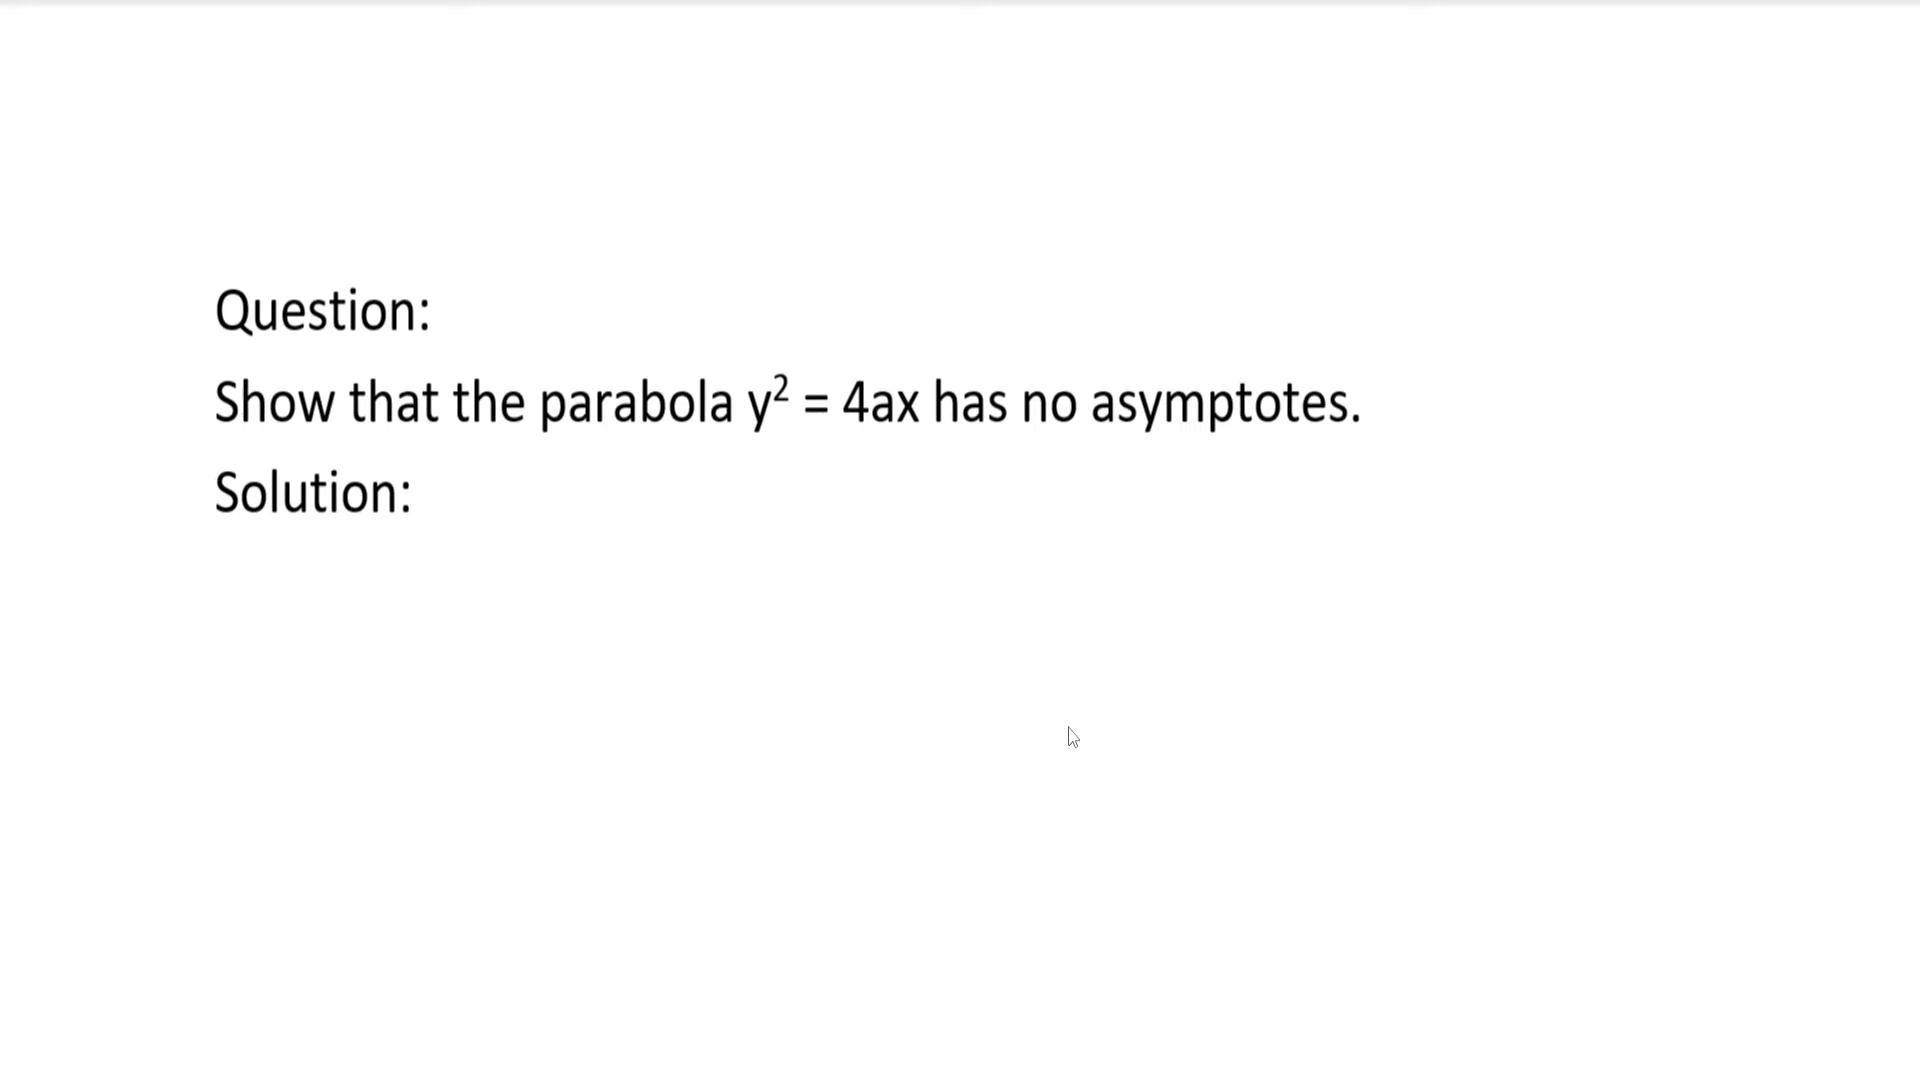 Question:
Show that the parabola y² = 4ax has no asymptotes.
Solution: